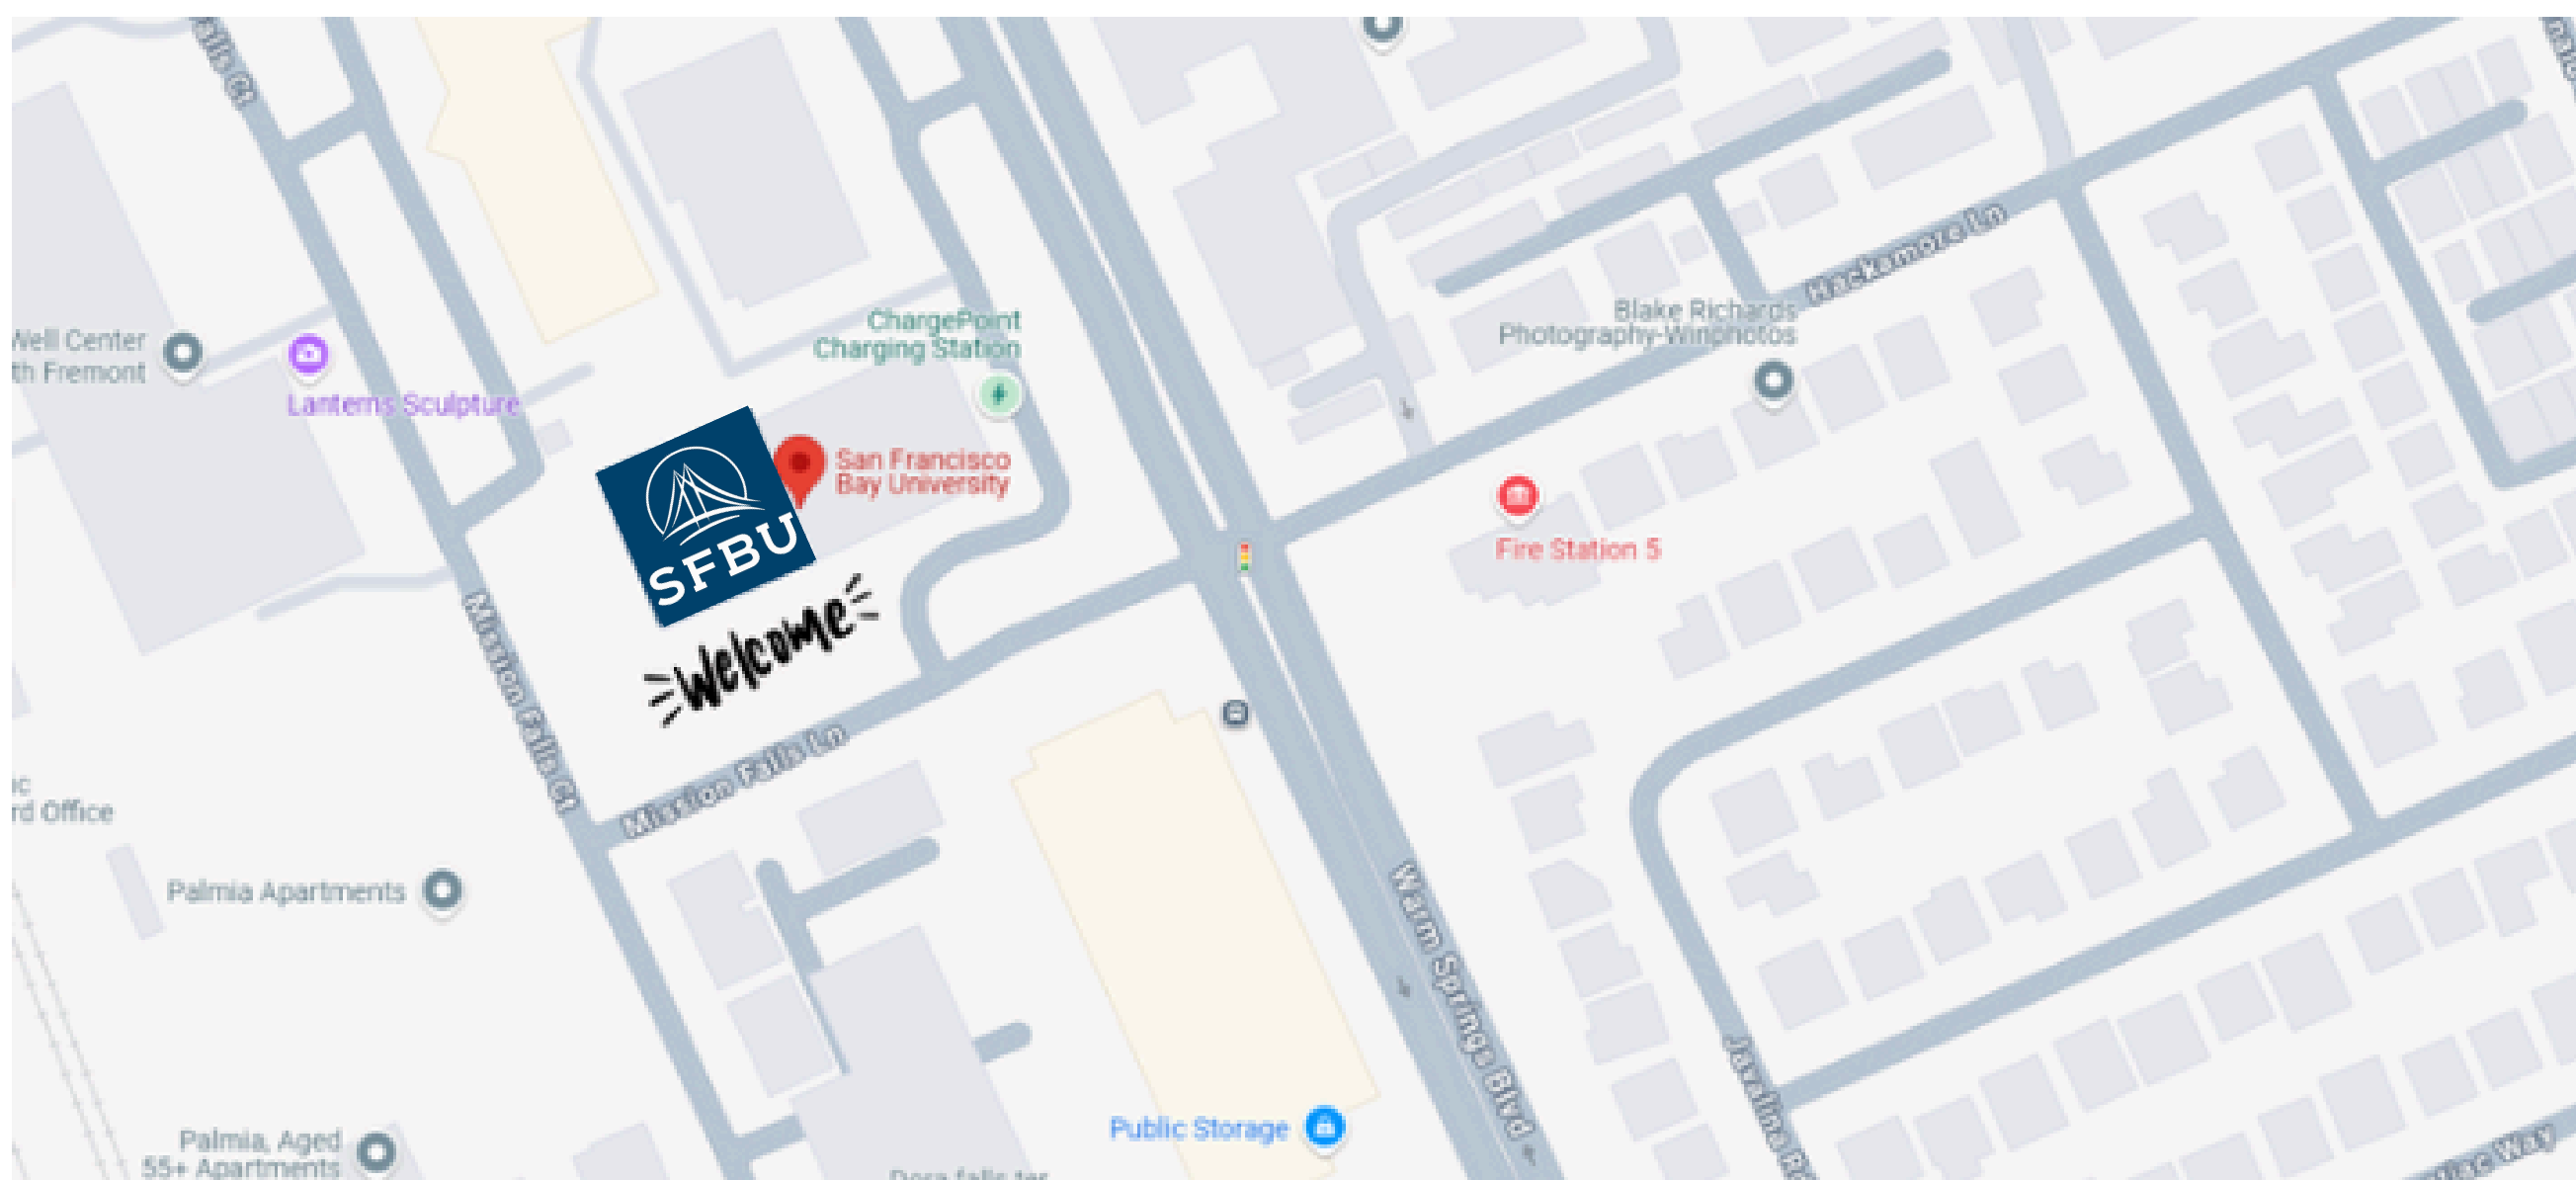 alls Ct
Hackamore Ln
Blake Richards
Photography-Winphotos
ChargePoint
Charging Station
Well Center
th Fremont
Lanterns Sculpture
San Francisco
Bay University
SFBU
Welcome
Fire Station 5
Mission Falls Ct
Mission Falls Ln
rd Office
Palmia Apartments
Warm Springs Blvd
Public Storage
Palmia, Aged
55+ Apartments